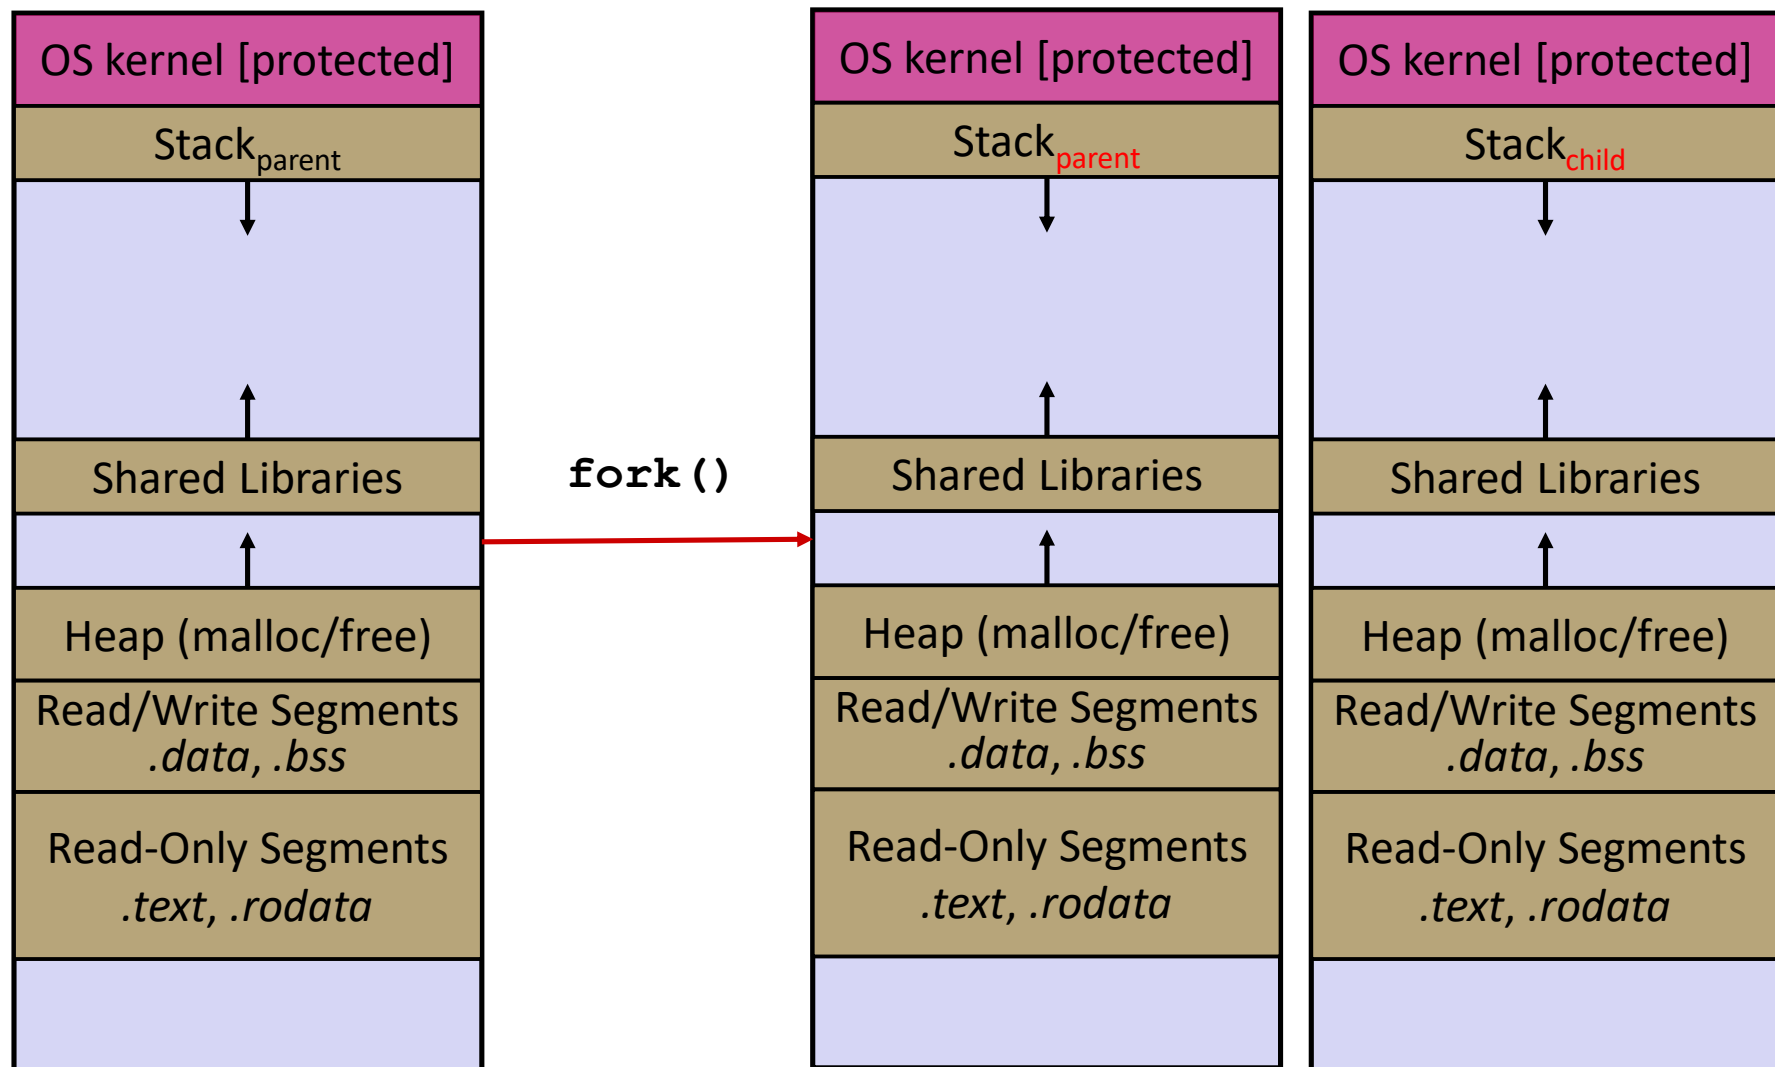 OS kernel [protected]
Stackparent
Shared Libraries
Heap (malloc/free)
Read/Write Segments
.data, .bss
Read-Only Segments
.text, .rodata
fork()
OS kernel [protected]
Stackparent
Shared Libraries
Heap (malloc/free)
Read/Write Segments
.data, .bss
Read-Only Segments
.text, .rodata
OS kernel [protected]
Stackchild
Shared Libraries
Heap (malloc/free)
Read/Write Segments
.data, .bss
Read-Only Segments
.text, .rodata